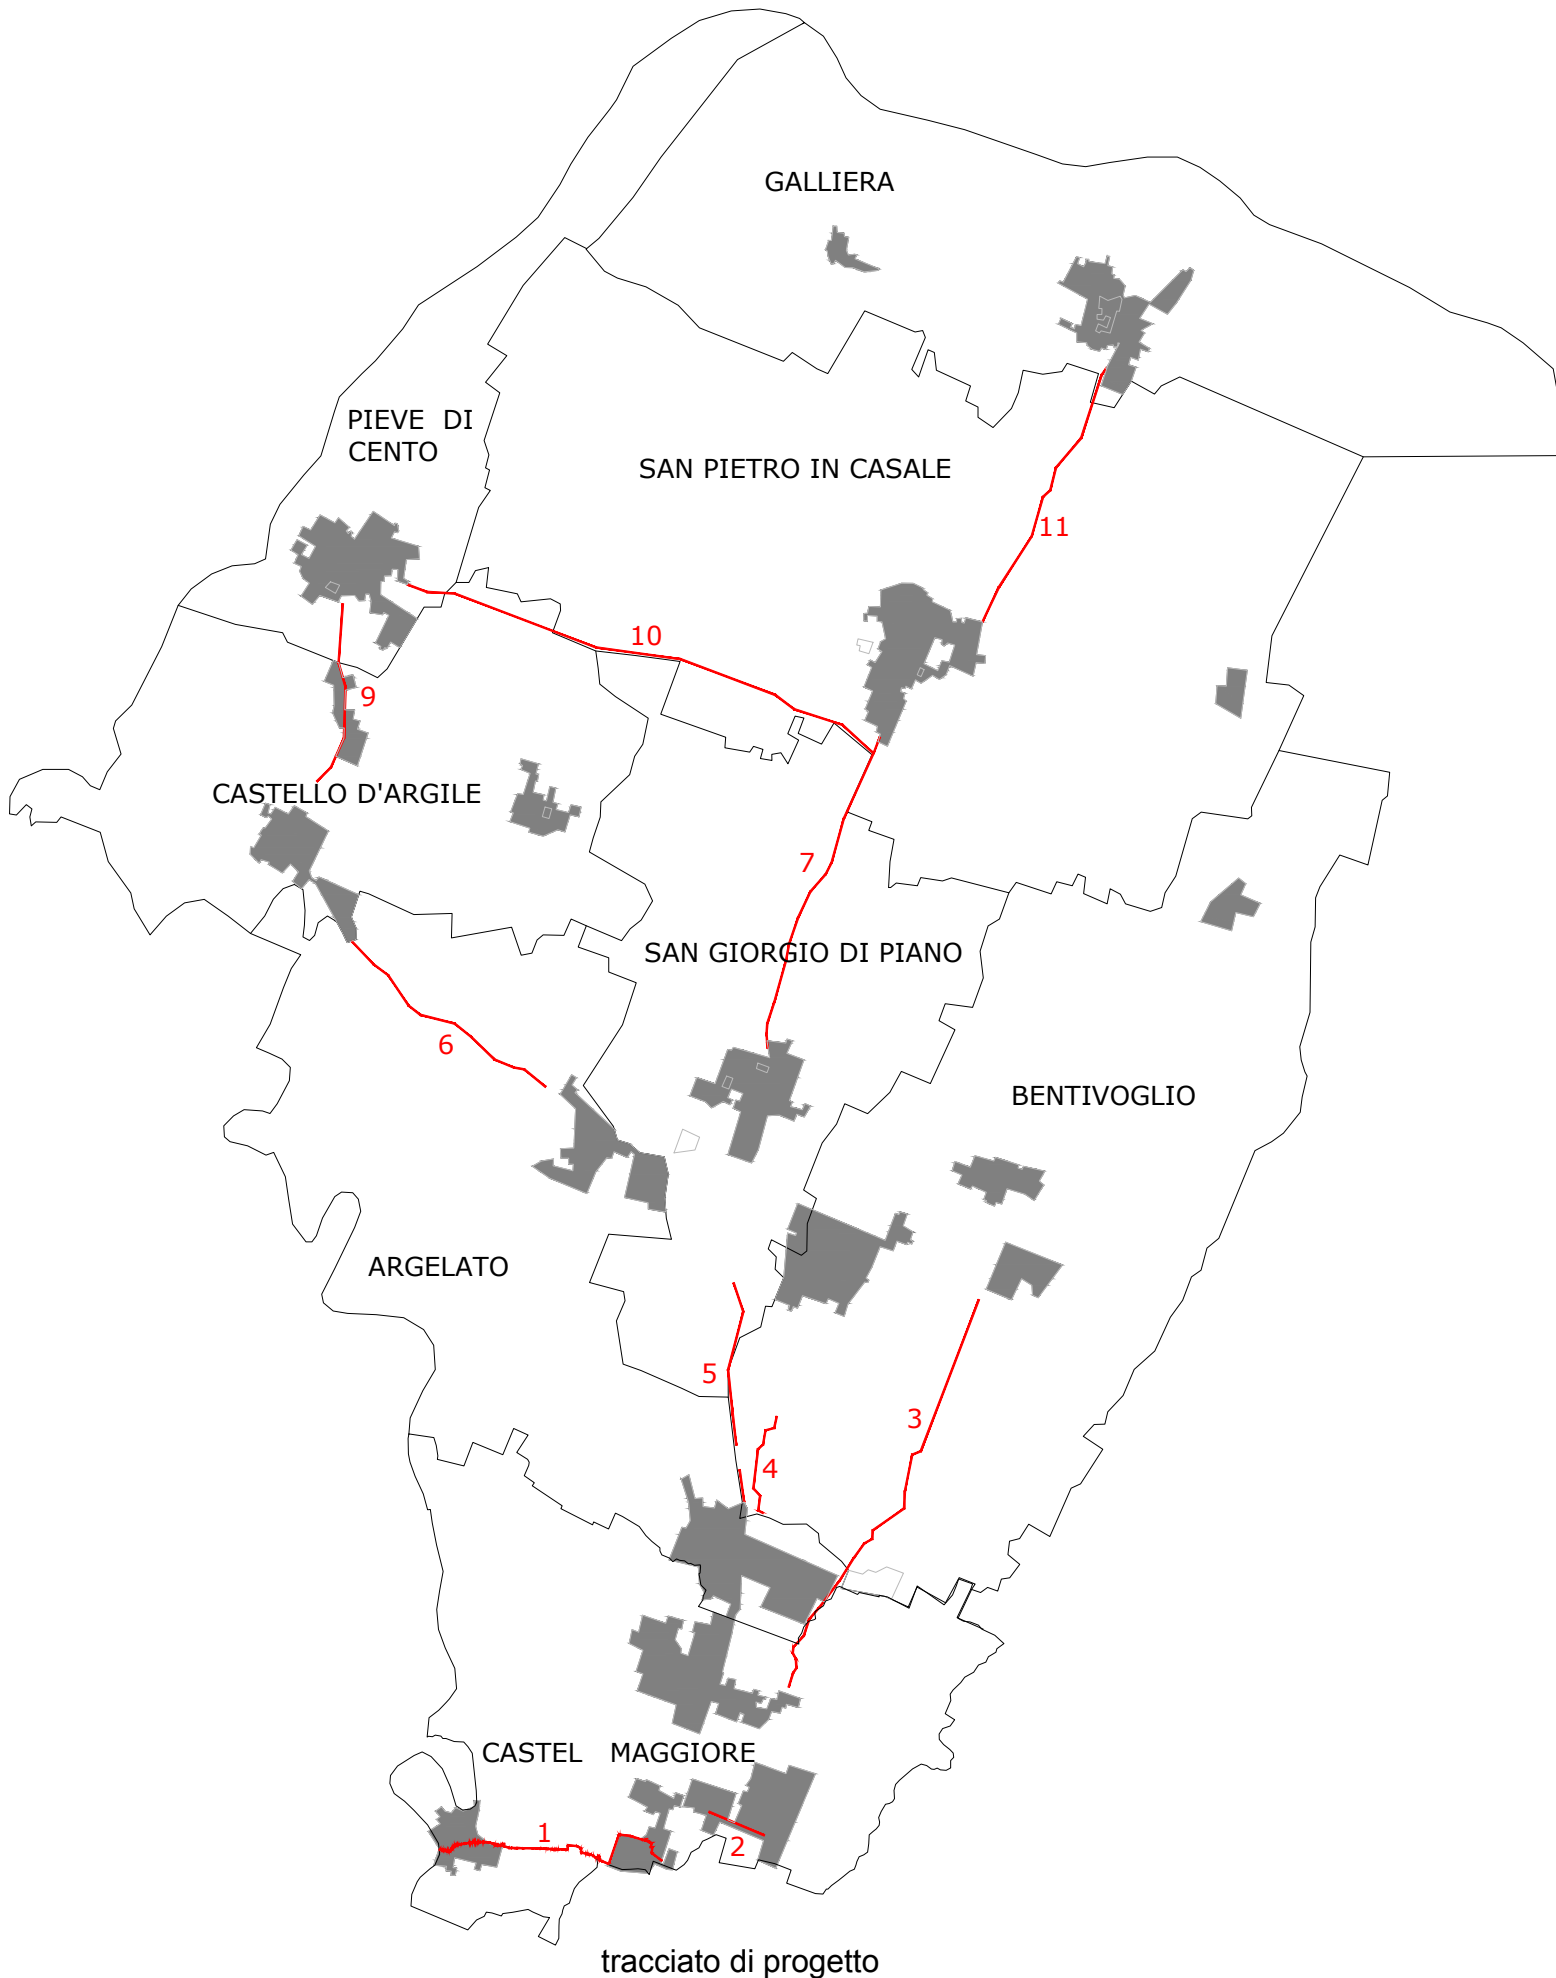 GALLIERA
PIEVE DI
CENTO
SAN PIETRO IN CASALE
11
10
9
CASTELLO D'ARGILE
7
SAN GIORGIO DI PIANO
6
BENTIVOGLIO
ARGELATO
5
3
4
CASTEL MAGGIORE
1
2
tracciato di progetto